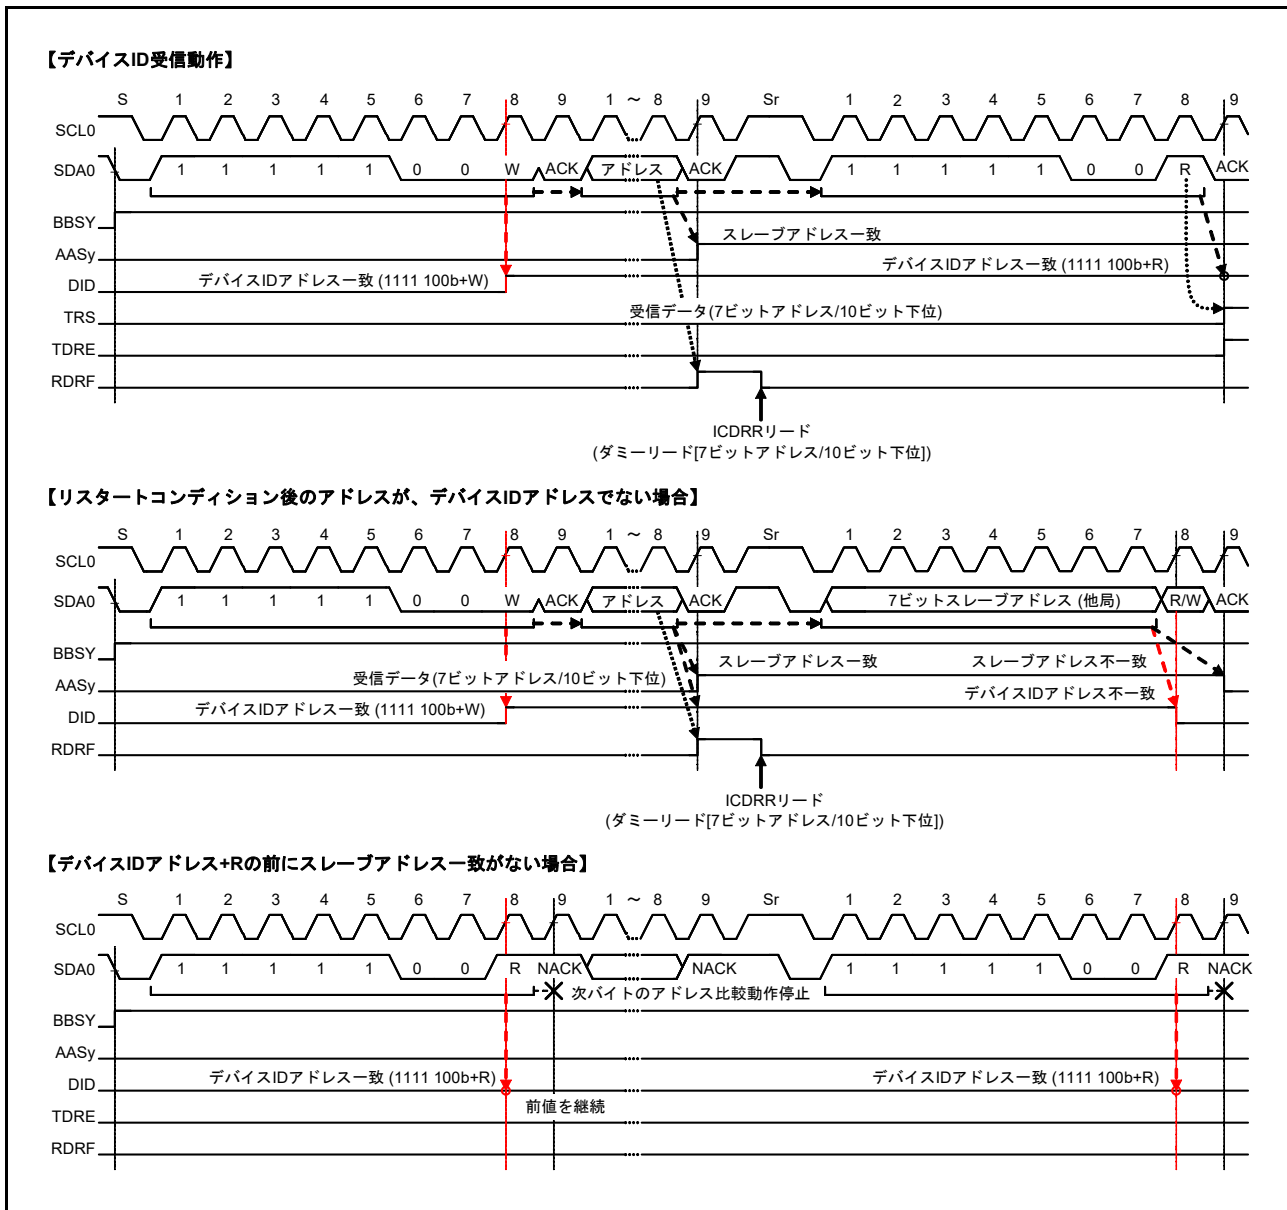 【デバイスID受信動作】
S 1 2 3 4 5 6 7 8 9 1 ~ 8 9 Sr 1 2 3 4 5 6 7 8 9
SCL0
SDA0 1 1 1 1 1 0 0 W ACK アドレス ACK 1 1 1 1 1 0 0 R ACK
BBSY
スレーブアドレス一致
AASy
デバイスIDアドレス一致 (1111 100b+R)
デバイスIDアドレス一致 (1111 100b+W)
DID
受信データ(7ビットアドレス/10ビット下位)
TRS
TDRE
RDRF
ICDRRリード
(ダミーリード[7ビットアドレス/10ビット下位])
【リスタートコンディション後のアドレスが、デバイスIDアドレスでない場合】
S 1 2 3 4 5 6 7 8 9 1 ~ 8 9 Sr 1 2 3 4 5 6 7 8 9
SCL0
SDA0 1 1 1 1 1 0 0 W ACK アドレス ACK 7ビットスレーブアドレス (他局) R/W ACK
BBSY
スレーブアドレス一致 スレーブアドレス不一致
受信データ(7ビットアドレス/10ビット下位)
AASy
デバイスIDアドレス不一致
デバイスIDアドレス一致 (1111 100b+W)
DID
RDRF
ICDRRリード
(ダミーリード[7ビットアドレス/10ビット下位])
【デバイスIDアドレス+Rの前にスレーブアドレス一致がない場合】
S 1 2 3 4 5 6 7 8 9 1 ~ 8 9 Sr 1 2 3 4 5 6 7 8 9
SCL0
SDA0 1 1 1 1 1 0 0 R NACK NACK 1 1 1 1 1 0 0 R NACK
次バイトのアドレス比較動作停止
BBSY
AASy
デバイスIDアドレス一致 (1111 100b+R) デバイスIDアドレス一致 (1111 100b+R)
DID
前値を継続
TDRE
RDRF